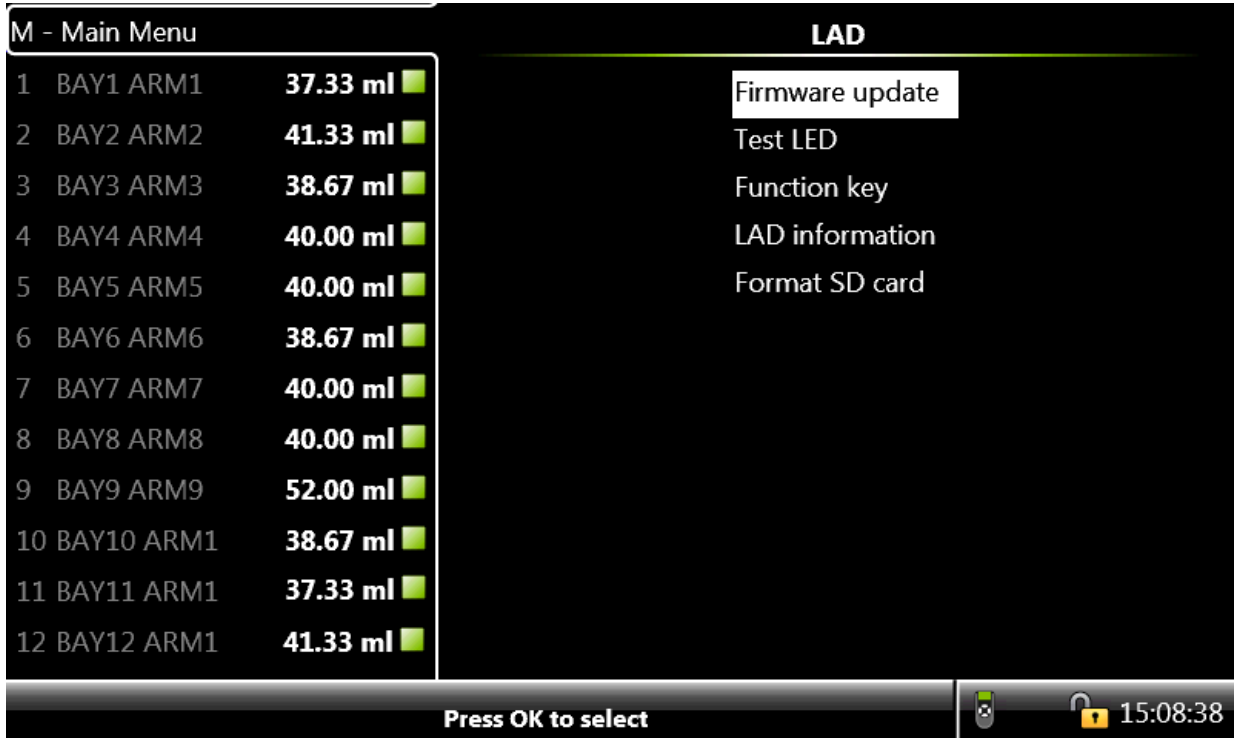 M - Main Menu
1 BAY1 ARM1 37.33 ml
2 BAY2 ARM2 41.33 ml
3 BAY3 ARM3 38.67 ml
4 BAY4 ARM4 40.00 ml
5 BAY5 ARM5 40.00 ml
6 BAY6 ARM6 38.67 ml
7 BAY7 ARM7 40.00 ml
8 BAY8 ARM8 40.00 ml
9 BAY9 ARM9 52.00 ml
10 BAY10 ARM1 38.67 ml
11 BAY11 ARM1 37.33 ml
12 BAY12 ARM1 41.33 ml
LAD
Firmware update
Test LED
Function key
LAD information
Format SD card
Press OK to select
15:08:38